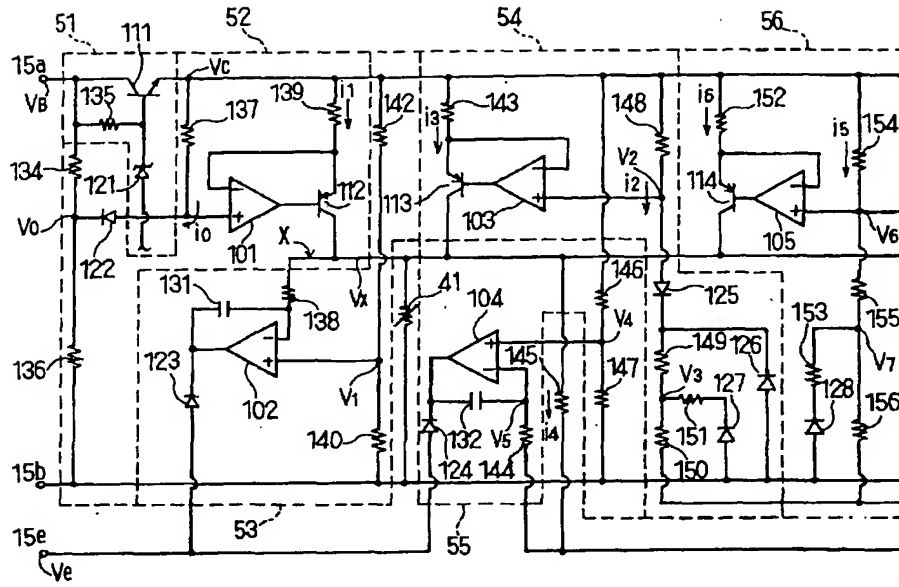 51
111
52
54
56
15a
VB
135
VC
137
139
i1
142
i3
143
148
i6
152
i5
154
134
121
V2
i2
V0
122
i0
-
+
101
112
113
-
+
103
114
-
+
105
V6
X
VX
131
138
41
104
146
125
155
136
123
-
+
102
V1
145
+
-
V4
149
126
153
V7
147
V3
127
128
132
V5
i4
151
156
140
124
144
150
15b
53
55
15e
Ve